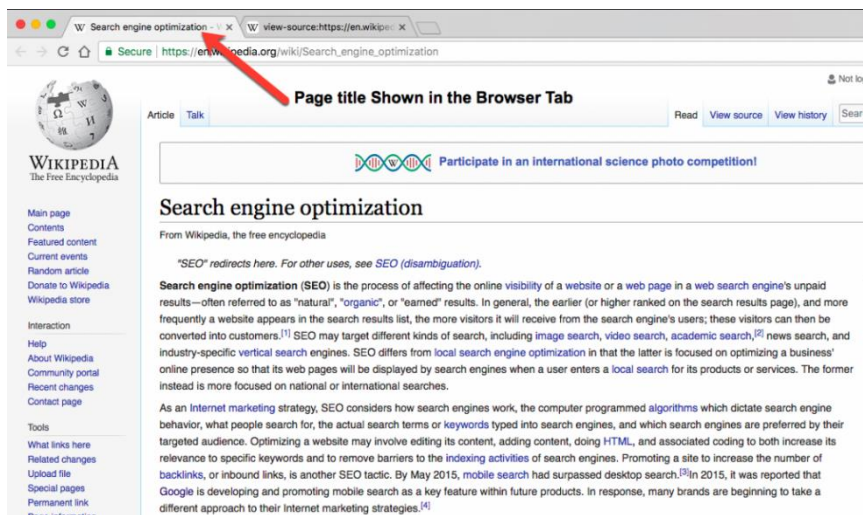 Search engine optimization - W
view-source:https://en.wikiped
Secure
https://en.wikipedia.org/wiki/Search_engine_optimization
Not lo
Page title Shown in the Browser Tab
Article Talk
Read View source View history Sear
WIKIPEDIA
The Free Encyclopedia
Participate in an international science photo competition!
Main page
Contents
Featured content
Current events
Random article
Donate to Wikipedia
Wikipedia store
Interaction
Help
About Wikipedia
Community portal
Recent changes
Contact page
Tools
What links here
Related changes
Upload file
Special pages
Permanent link
Search engine optimization
From Wikipedia, the free encyclopedia
"SEO" redirects here. For other uses, see SEO (disambiguation).
Search engine optimization (SEO) is the process of affecting the online visibility of a website or a web page in a web search engine's unpaid
results—often referred to as "natural", "organic", or "earned" results. In general, the earlier (or higher ranked on the search results page), and more
frequently a website appears in the search results list, the more visitors it will receive from the search engine's users; these visitors can then be
converted into customers.[1] SEO may target different kinds of search, including image search, video search, academic search,[2] news search, and
industry-specific vertical search engines. SEO differs from local search engine optimization in that the latter is focused on optimizing a business'
online presence so that its web pages will be displayed by search engines when a user enters a local search for its products or services. The former
instead is more focused on national or international searches.
As an Internet marketing strategy, SEO considers how search engines work, the computer programmed algorithms which dictate search engine
behavior, what people search for, the actual search terms or keywords typed into search engines, and which search engines are preferred by their
targeted audience. Optimizing a website may involve editing its content, adding content, doing HTML, and associated coding to both increase its
relevance to specific keywords and to remove barriers to the indexing activities of search engines. Promoting a site to increase the number of
backlinks, or inbound links, is another SEO tactic. By May 2015, mobile search had surpassed desktop search.[3]In 2015, it was reported that
Google is developing and promoting mobile search as a key feature within future products. In response, many brands are beginning to take a
different approach to their Internet marketing strategies.[4]